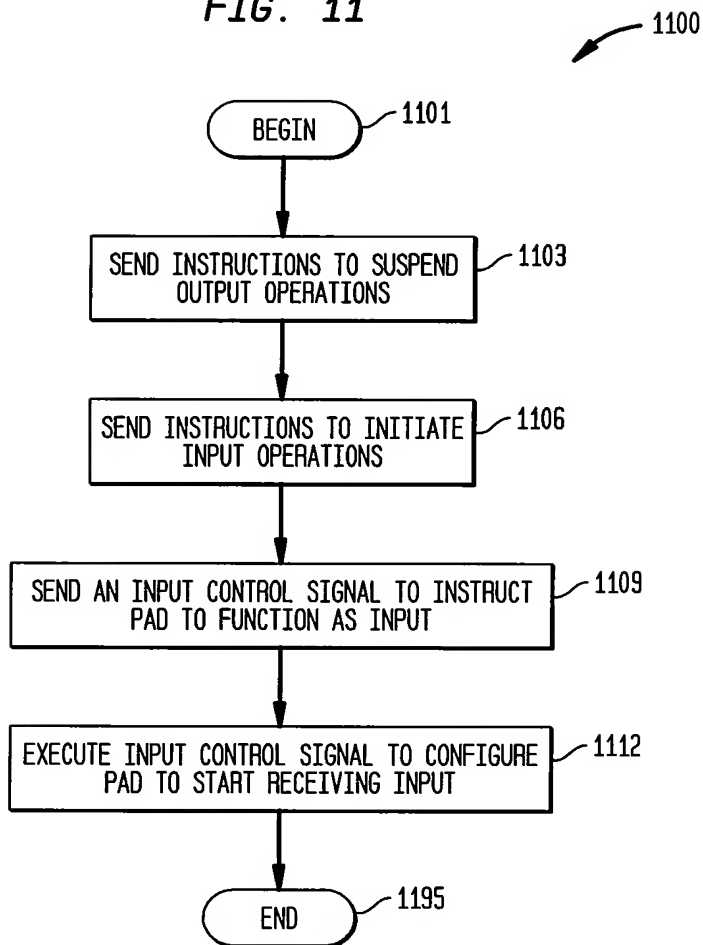 FIG. 11
1100
BEGIN
1101
SEND INSTRUCTIONS TO SUSPEND
OUTPUT OPERATIONS
1103
SEND INSTRUCTIONS TO INITIATE
INPUT OPERATIONS
1106
SEND AN INPUT CONTROL SIGNAL TO INSTRUCT
PAD TO FUNCTION AS INPUT
1109
EXECUTE INPUT CONTROL SIGNAL TO CONFIGURE
PAD TO START RECEIVING INPUT
1112
END
1195